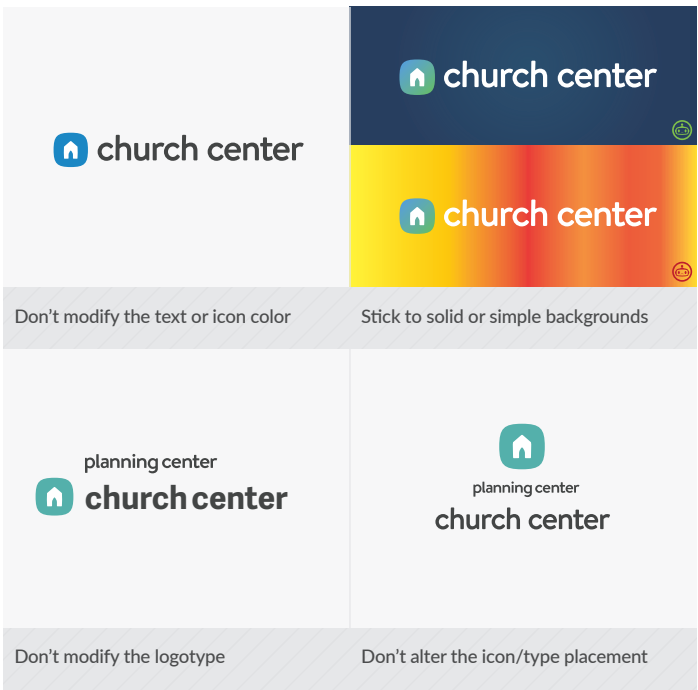 church center
church center
church center
Don't modify the text or icon color
Stick to solid or simple backgrounds
planning center
church center
planning center
church center
Don't modify the logotype
Don't alter the icon/type placement